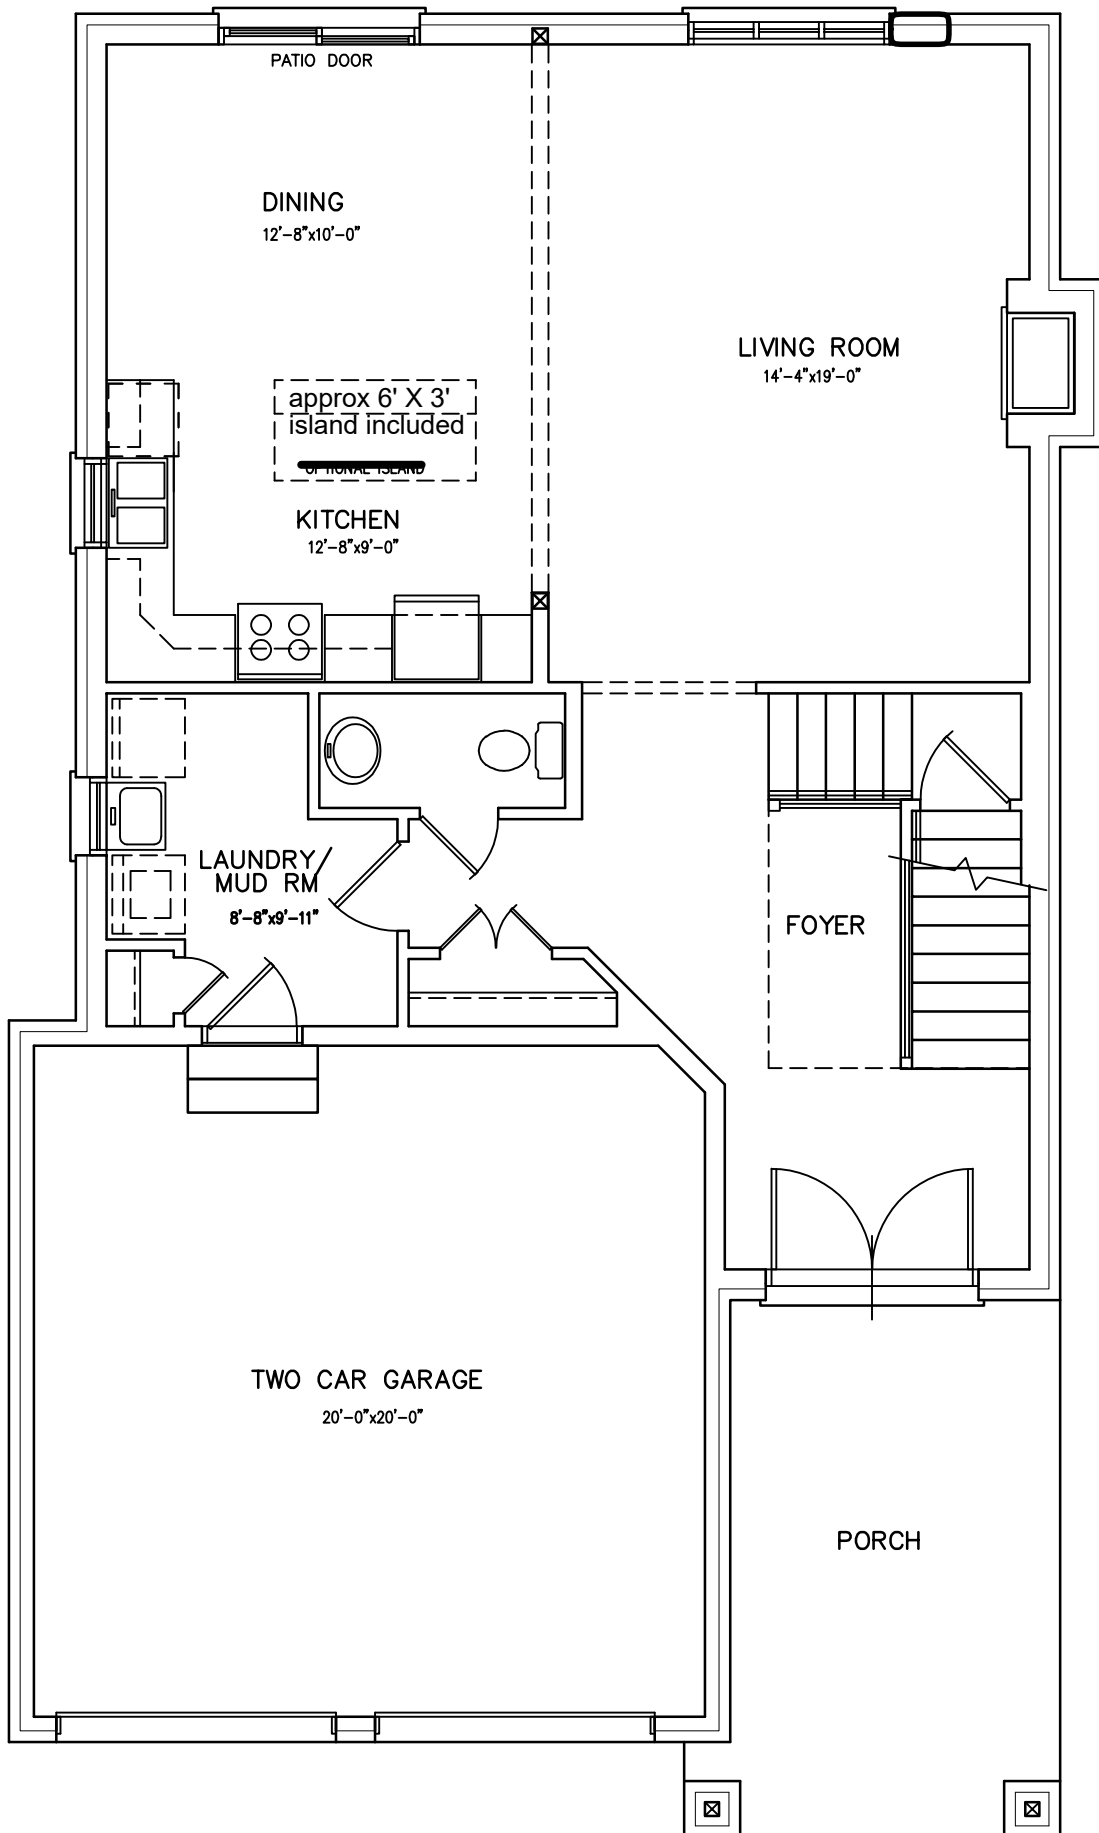 PATIO DOOR
DINING
12'-8"x10'-0"
LIVING ROOM
14'-4"x19'-0"
approx 6' X 3'
island included
OPTIONAL ISLAND
KITCHEN
12'-8"x9'-0"
LAUNDRY/
MUD RM
8'-8"x9'-11"
FOYER
TWO CAR GARAGE
20'-0"x20'-0"
PORCH